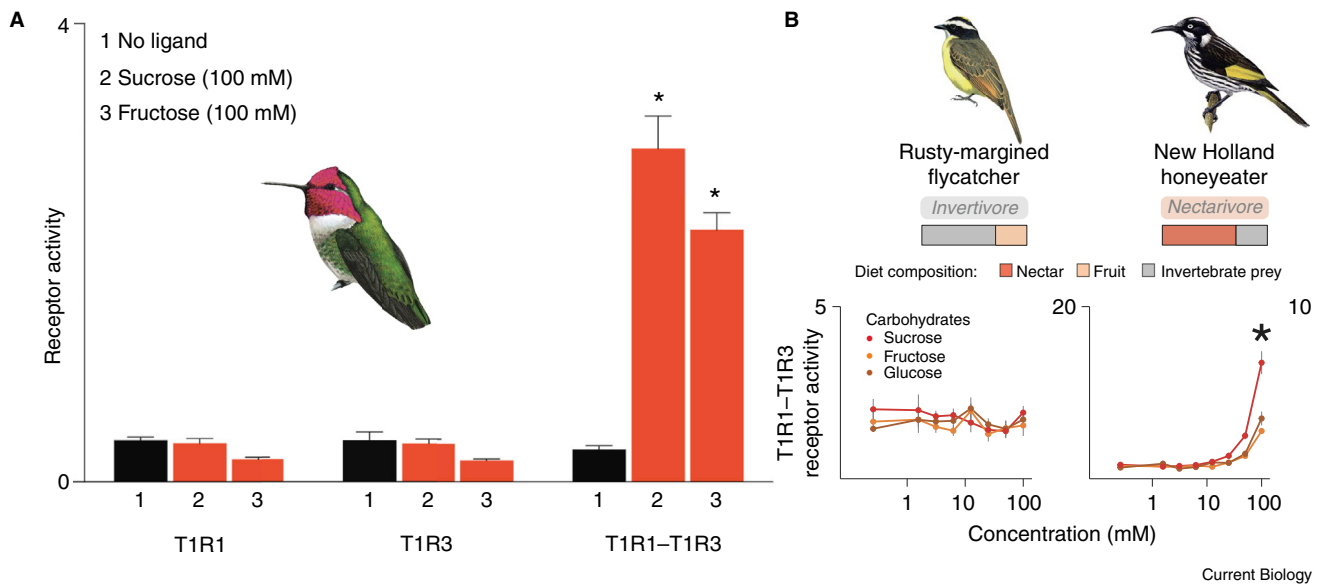 A
4
1 No ligand
2 Sucrose (100 mM)
3 Fructose (100 mM)
Receptor activity
*
*
0
1 2 3 1 2 3 1 2 3
T1R1 T1R3 T1R1–T1R3
B
Rusty-margined
flycatcher
Invertivore
New Holland
honeyeater
Nectarivore
Diet composition: Nectar Fruit Invertebrate prey
5
Carbohydrates
Sucrose
Fructose
Glucose
T1R1–T1R3
receptor activity
20
10
*
1 10 100 1 10 100
Concentration (mM)
Current Biology